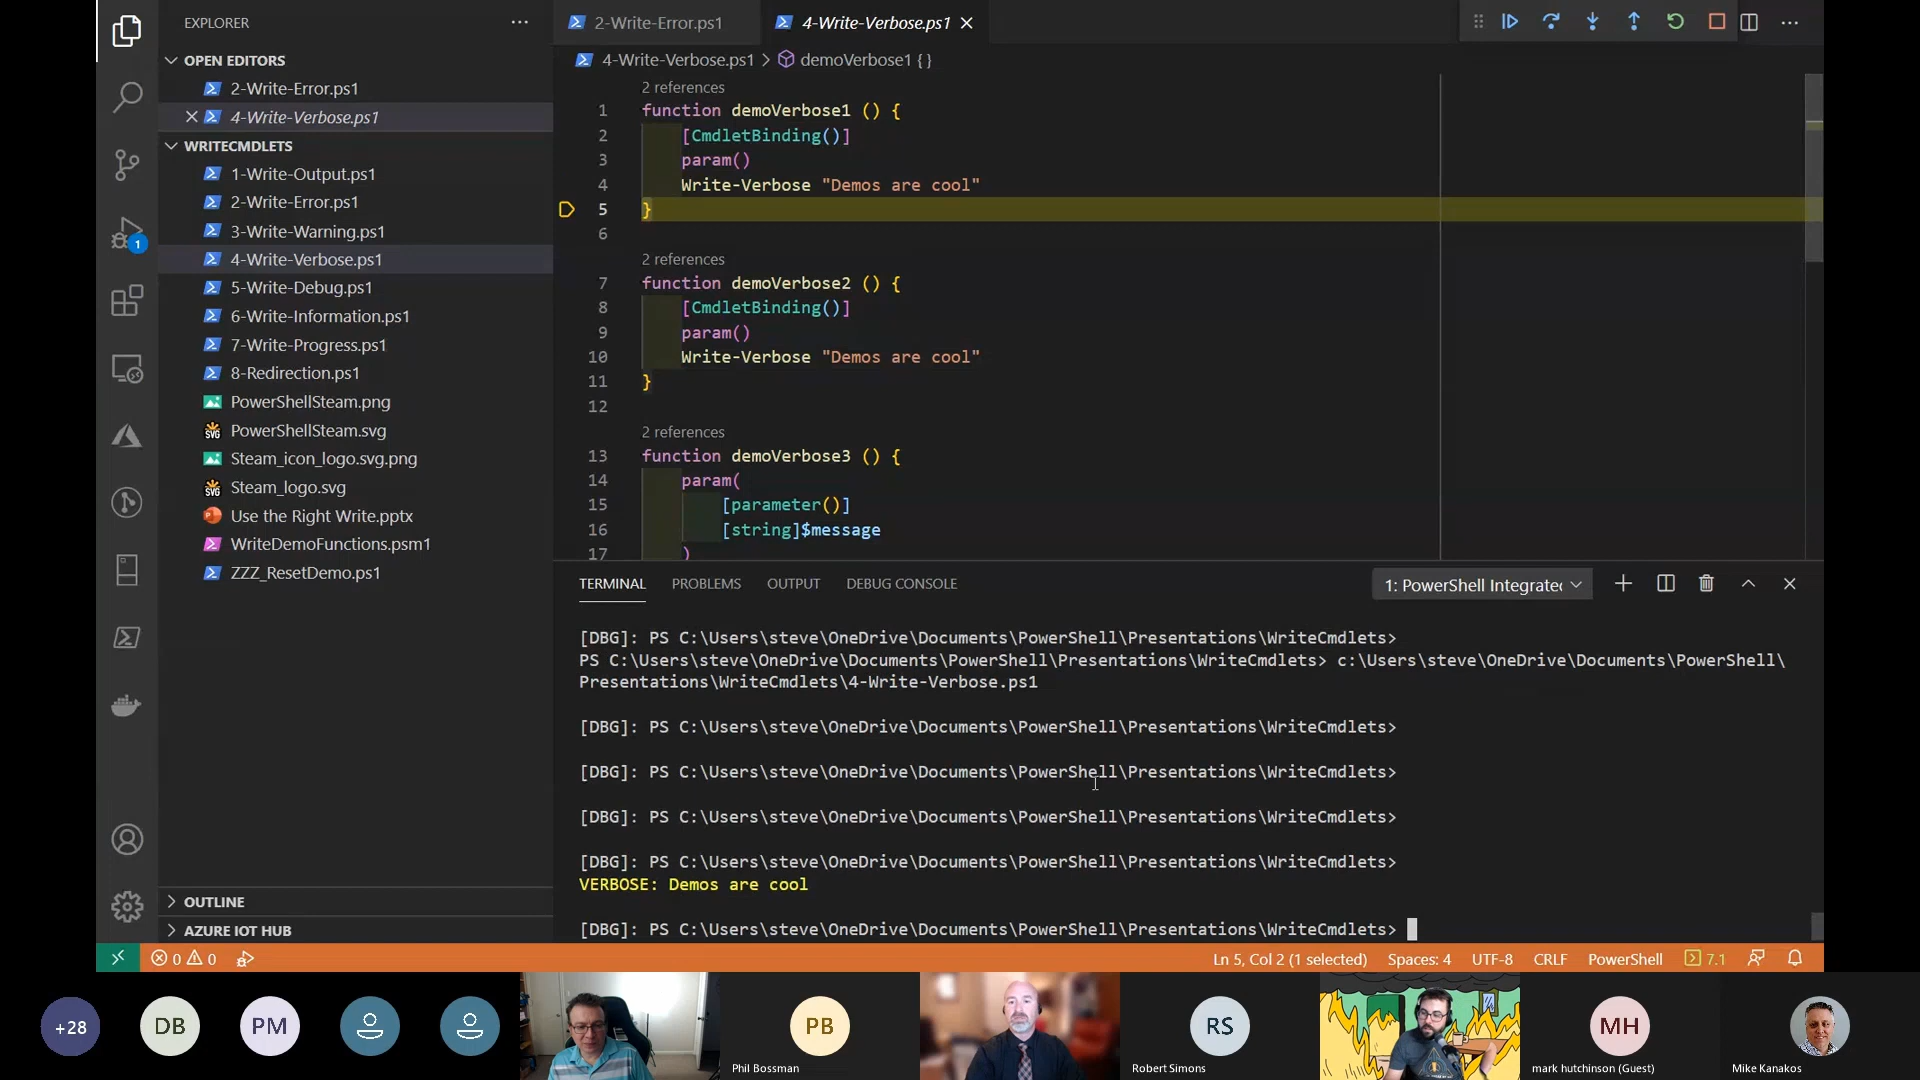 EXPLORER
OPEN EDITORS
2-Write-Error.ps1
4-Write-Verbose.ps1
WRITECMDLETS
1-Write-Output.ps1
2-Write-Error.ps1
3-Write-Warning.ps1
4-Write-Verbose.ps1
5-Write-Debug.ps1
6-Write-Information.ps1
7-Write-Progress.ps1
8-Redirection.ps1
PowerShellSteam.png
PowerShellSteam.svg
Steam_icon_logo.svg.png
Steam_logo.svg
Use the Right Write.pptx
WriteDemoFunctions.psm1
ZZZ_ResetDemo.ps1
OUTLINE
AZURE IOT HUB
1
2-Write-Error.ps1
4-Write-Verbose.ps1
4-Write-Verbose.ps1 > demoVerbose1 { }
2 references
1 function demoVerbose1 () {
2 [CmdletBinding()]
3 param()
4 Write-Verbose "Demos are cool"
5 }
6
2 references
7 function demoVerbose2 () {
8 [CmdletBinding()]
9 param()
10 Write-Verbose "Demos are cool"
11 }
12
2 references
13 function demoVerbose3 () {
14 param(
15 [parameter()]
16 [string]$message
17 )
TERMINAL PROBLEMS OUTPUT DEBUG CONSOLE
1: PowerShell Integrated
[DBG]: PS C:\Users\steve\OneDrive\Documents\PowerShell\Presentations\WriteCmdlets>
PS C:\Users\steve\OneDrive\Documents\PowerShell\Presentations\WriteCmdlets> c:\Users\steve\OneDrive\Documents\PowerShell\
Presentations\WriteCmdlets\4-Write-Verbose.ps1
[DBG]: PS C:\Users\steve\OneDrive\Documents\PowerShell\Presentations\WriteCmdlets>
[DBG]: PS C:\Users\steve\OneDrive\Documents\PowerShell\Presentations\WriteCmdlets>
[DBG]: PS C:\Users\steve\OneDrive\Documents\PowerShell\Presentations\WriteCmdlets>
[DBG]: PS C:\Users\steve\OneDrive\Documents\PowerShell\Presentations\WriteCmdlets>
VERBOSE: Demos are cool
[DBG]: PS C:\Users\steve\OneDrive\Documents\PowerShell\Presentations\WriteCmdlets>
0 0
Ln 5, Col 2 (1 selected) Spaces: 4 UTF-8 CRLF PowerShell 7.1
+28 DB PM PB RS MH
Phil Bossman
Robert Simons
mark hutchinson (Guest)
Mike Kanakos